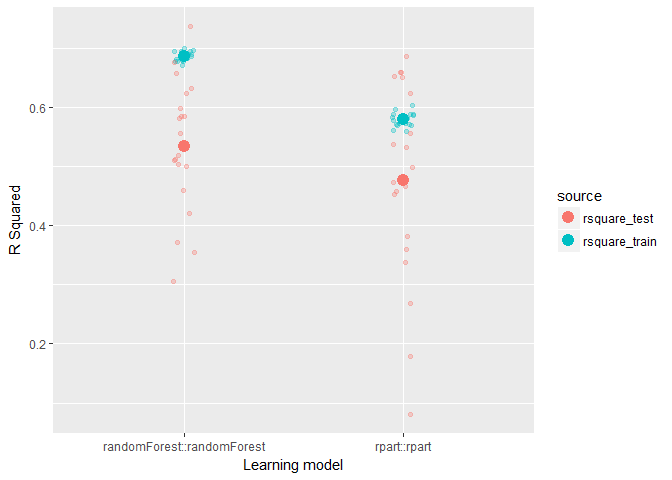 R Squared
0.6
0.4
0.2
randomForest::randomForest
rpart::rpart
Learning model
source
rsquare_test
rsquare_train